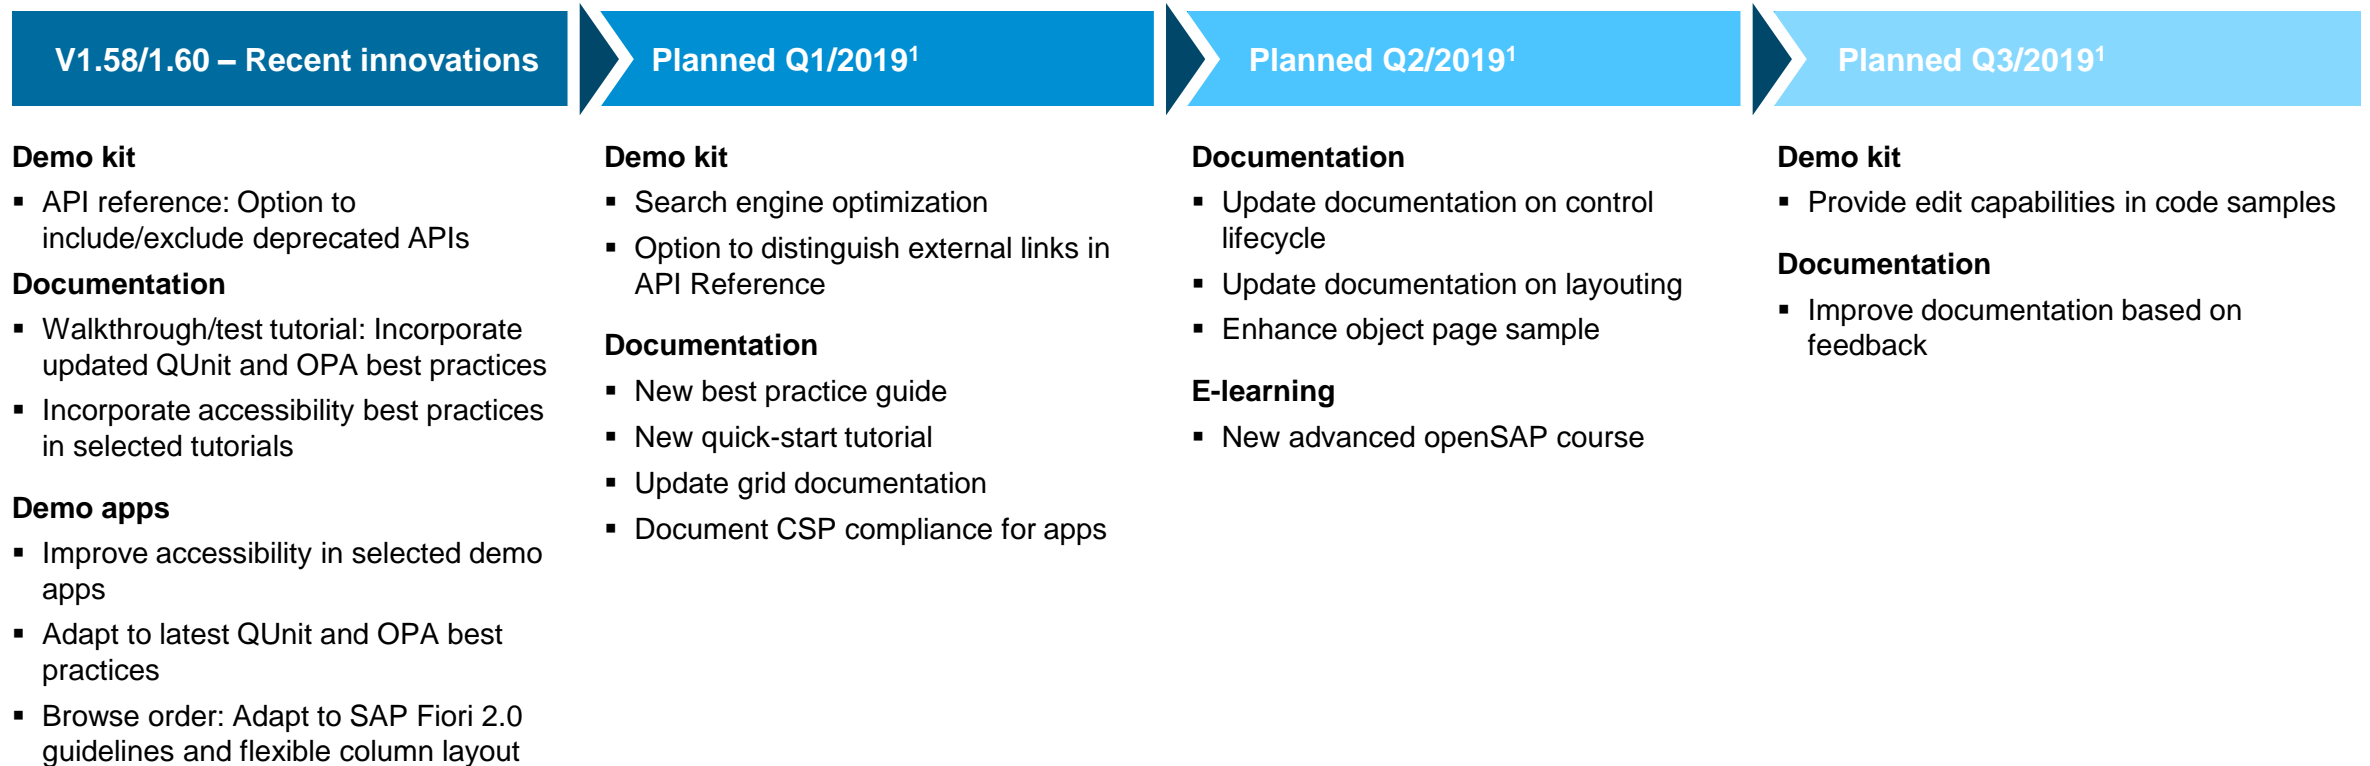 V1.58/1.60 – Recent innovations
Demo kit
▪ API reference: Option to
include/exclude deprecated APIs
Documentation
▪ Walkthrough/test tutorial: Incorporate
updated QUnit and OPA best practices
▪ Incorporate accessibility best practices
in selected tutorials
Demo apps
▪ Improve accessibility in selected demo
apps
▪ Adapt to latest QUnit and OPA best
practices
▪ Browse order: Adapt to SAP Fiori 2.0
guidelines and flexible column layout
Planned Q1/2019¹
Demo kit
▪ Search engine optimization
▪ Option to distinguish external links in
API Reference
Documentation
▪ New best practice guide
▪ New quick-start tutorial
▪ Update grid documentation
▪ Document CSP compliance for apps
Planned Q2/2019¹
Documentation
▪ Update documentation on control
lifecycle
▪ Update documentation on layouting
▪ Enhance object page sample
E-learning
▪ New advanced openSAP course
Planned Q3/2019¹
Demo kit
▪ Provide edit capabilities in code samples
Documentation
▪ Improve documentation based on
feedback